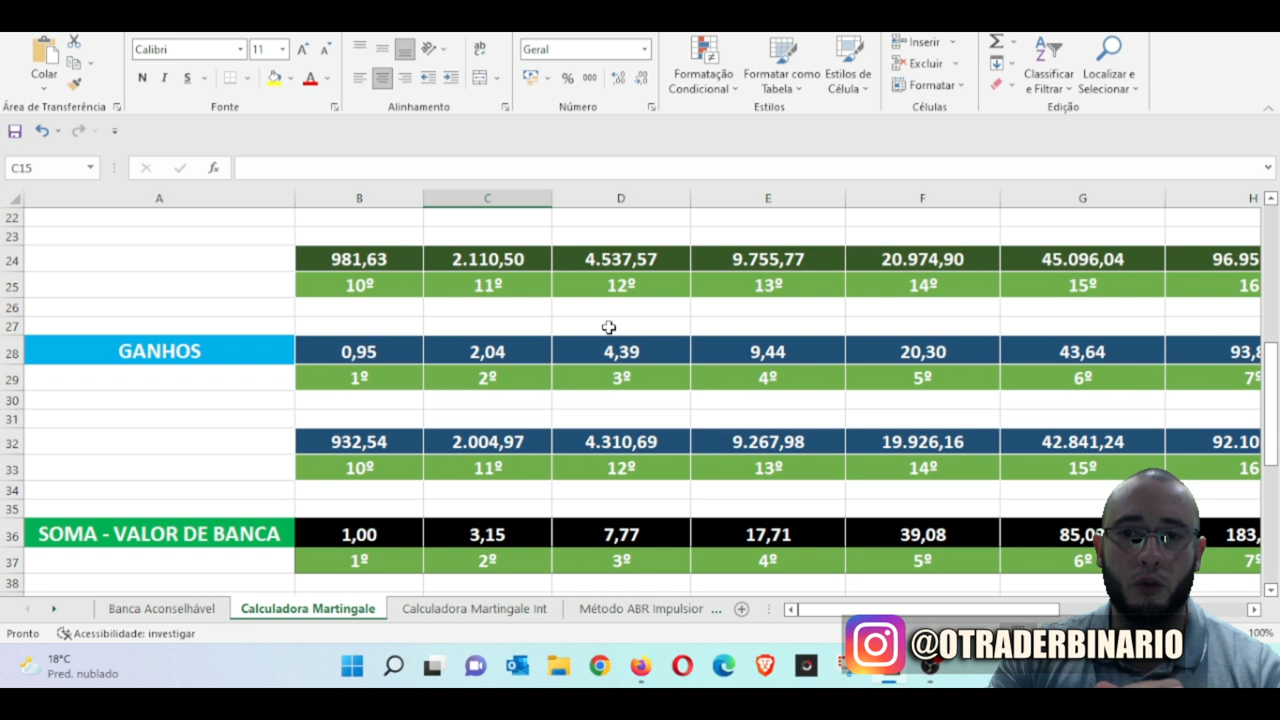 Colar
Calibri 11
N I S
Geral
% 000
Formatação Condicional
Formatar como Tabela
Estilos de Célula
Inserir
Excluir
Formatar
Classificar e Filtrar
Localizar e Selecionar
Área de Transferência Fonte Alinhamento Número Estilos Células Edição
C15 fx
A B C D E F G H
22
23
24 981,63 2.110,50 4.537,57 9.755,77 20.974,90 45.096,04 96.95
25 10º 11º 12º 13º 14º 15º 16
26
27
28 GANHOS 0,95 2,04 4,39 9,44 20,30 43,64 93,8
29 1º 2º 3º 4º 5º 6º 7º
30
31
32 932,54 2.004,97 4.310,69 9.267,98 19.926,16 42.841,24 92.10
33 10º 11º 12º 13º 14º 15º 16
34
35
36 SOMA - VALOR DE BANCA 1,00 3,15 7,77 17,71 39,08 85,0 183,
37 1º 2º 3º 4º 5º 6º 7º
38
Banca Aconselhável Calculadora Martingale Calculadora Martingale Int Método ABR Impulsior ...
Pronto Acessibilidade: investigar 100%
@OTRADERBINARIO
18°C
Pred. nublado